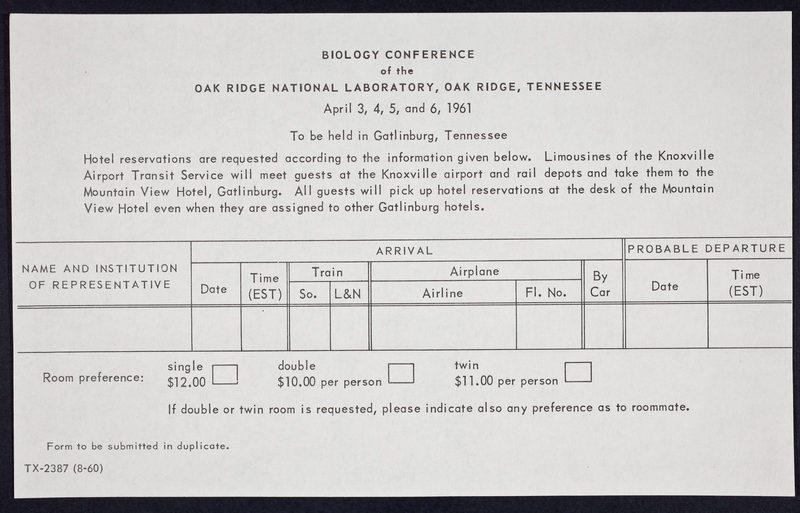 BIOLOGY CONFERENCE
of the
OAK RIDGE NATIONAL LABORATORY, OAK RIDGE, TENNESSEE
April 3, 4, 5, and 6, 1961
To be held in Gatlinburg, Tennessee
Hotel reservations are requested according to the information given below. Limousines of the Knoxville
Airport Transit Service will meet guests at the Knoxville airport and rail depots and take them to the
Mountain View Hotel, Gatlinburg. All guests will pick up hotel reservations at the desk of the Mountain
View Hotel even when they are assigned to other Gatlinburg hotels.
NAME AND INSTITUTION
OF REPRESENTATIVE
ARRIVAL
Date
Time
(EST)
Train
So.
L&N
Airplane
Airline
Fl. No.
By
Car
PROBABLE DEPARTURE
Date
Time
(EST)
Room preference:
single
$12.00
double
$10.00 per person
twin
$11.00 per person
If double or twin room is requested, please indicate also any preference as to roommate.
Form to be submitted in duplicate.
TX-2387 (8-60)